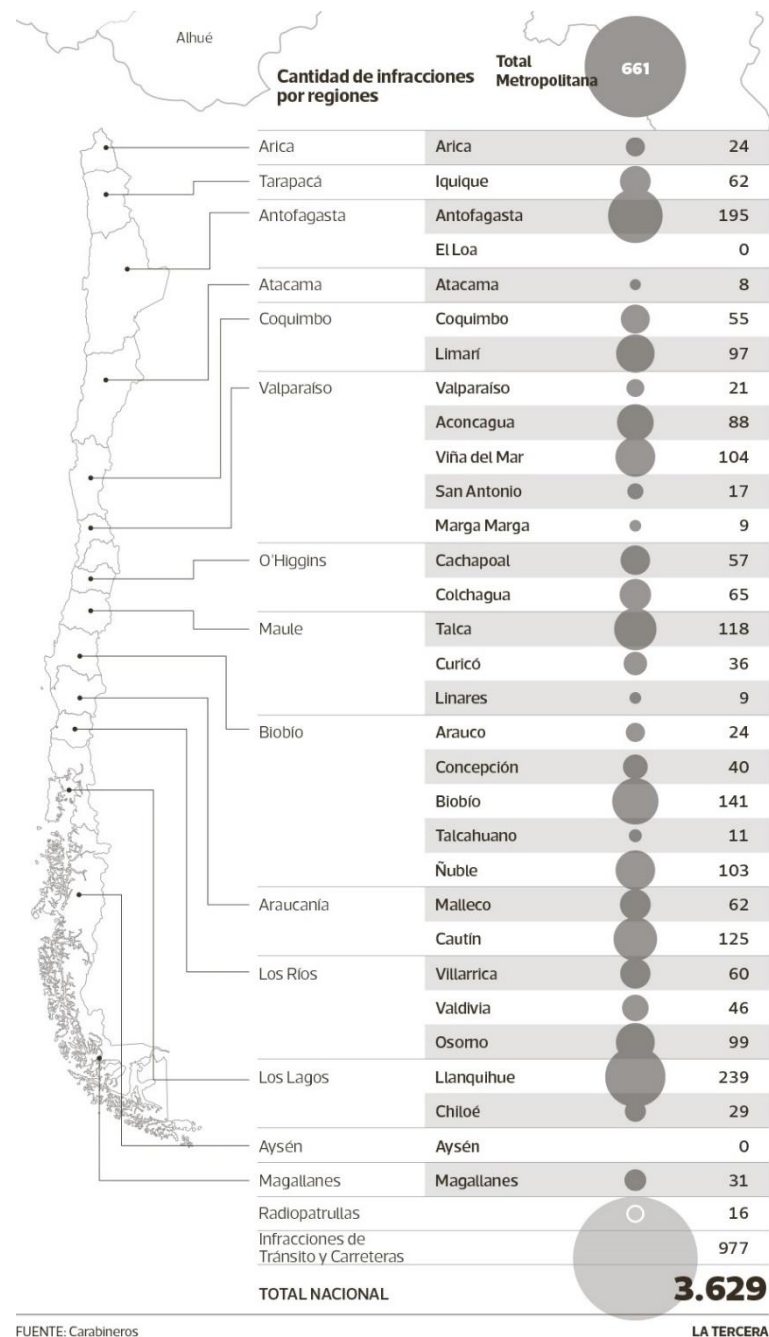 Alhué
Cantidad de infracciones
por regiones
Total
Metropolitana 661
Arica Arica 24
Tarapacá Iquique 62
Antofagasta Antofagasta 195
El Loa 0
Atacama Atacama 8
Coquimbo Coquimbo 55
Limarí 97
Valparaíso Valparaíso 21
Aconcagua 88
Viña del Mar 104
San Antonio 17
Marga Marga 9
O'Higgins Cachapoal 57
Colchagua 65
Maule Talca 118
Curicó 36
Linares 9
Biobío Arauco 24
Concepción 40
Biobío 141
Talcahuano 11
Ñuble 103
Araucanía Malleco 62
Cautín 125
Los Ríos Villarrica 60
Valdivia 46
Osorno 99
Los Lagos Llanquihue 239
Chiloé 29
Aysén Aysén 0
Magallanes Magallanes 31
Radiopatrullas 16
Infracciones de
Tránsito y Carreteras 977
TOTAL NACIONAL 3.629
FUENTE: Carabineros LA TERCERA